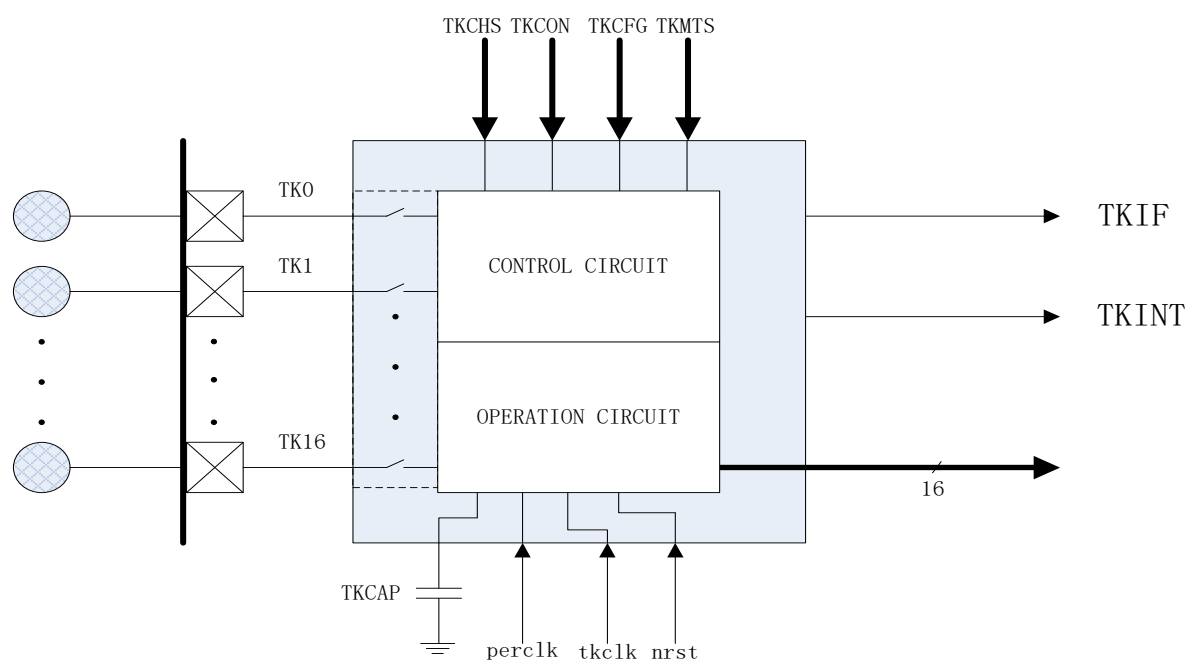 TKCHS TKCON TKCFG TKMTS
TK0
TKIF
TK1
CONTROL CIRCUIT
TKINT
OPERATION CIRCUIT
TK16
16
TKCAP
perclk tkclk nrst